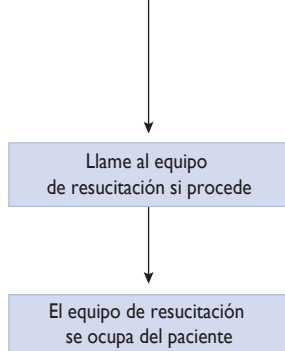 Llame al equipo
de resucitación si procede
El equipo de resucitación
se ocupa del paciente